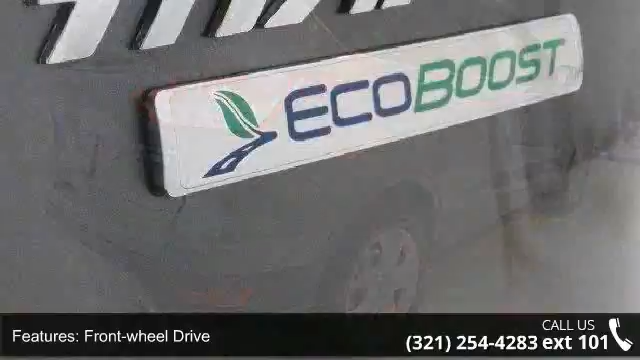 ECOBOOST
Features: Front-wheel Drive
CALL US
(321) 254-4283 ext 101